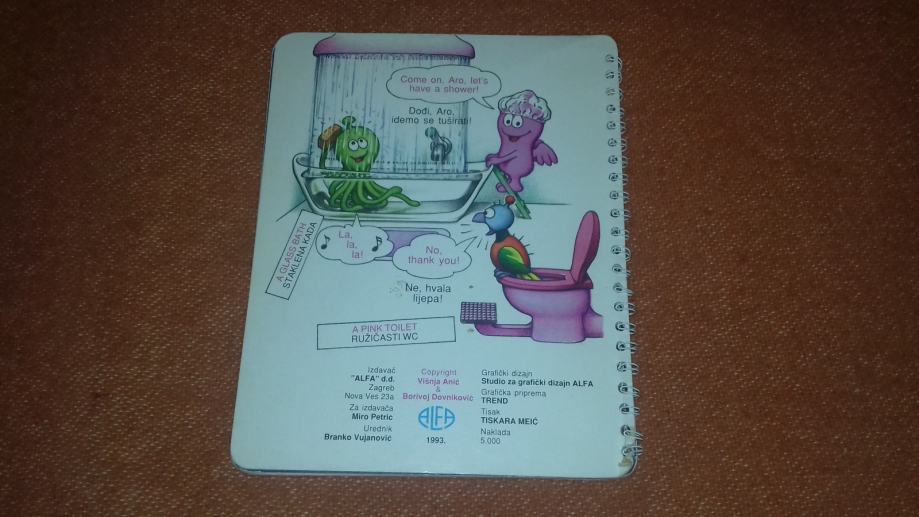 Come on, Aro, let's
have a shower!
Dođi, Aro,
idemo se tuširati!
A GLASS BATH
STAKLENA KADA
La,
la,
la!
No,
thank you!
Ne, hvala
lijepa!
A PINK TOILET
RUŽIČASTI WC
Izdavač
"ALFA" d.d.
Zagreb
Nova Ves 23a
Za izdavača
Miro Petric
Urednik
Branko Vujanović
Copyright
Višnja Anić
&
Borivoj Dovniković
ALFA
1993.
Grafički dizajn
Studio za grafički dizajn ALFA
Grafička priprema
TREND
Tisak
TISKARA MEIĆ
Naklada
5.000